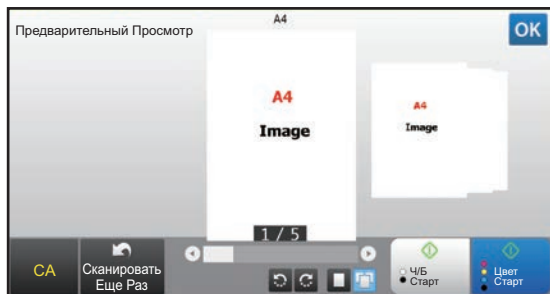 A4
Предварительный Просмотр
OK
A4
Image
A4
Image
1 / 5
CA
Сканировать
Еще Раз
Ч/Б
Старт
Цвет
Старт